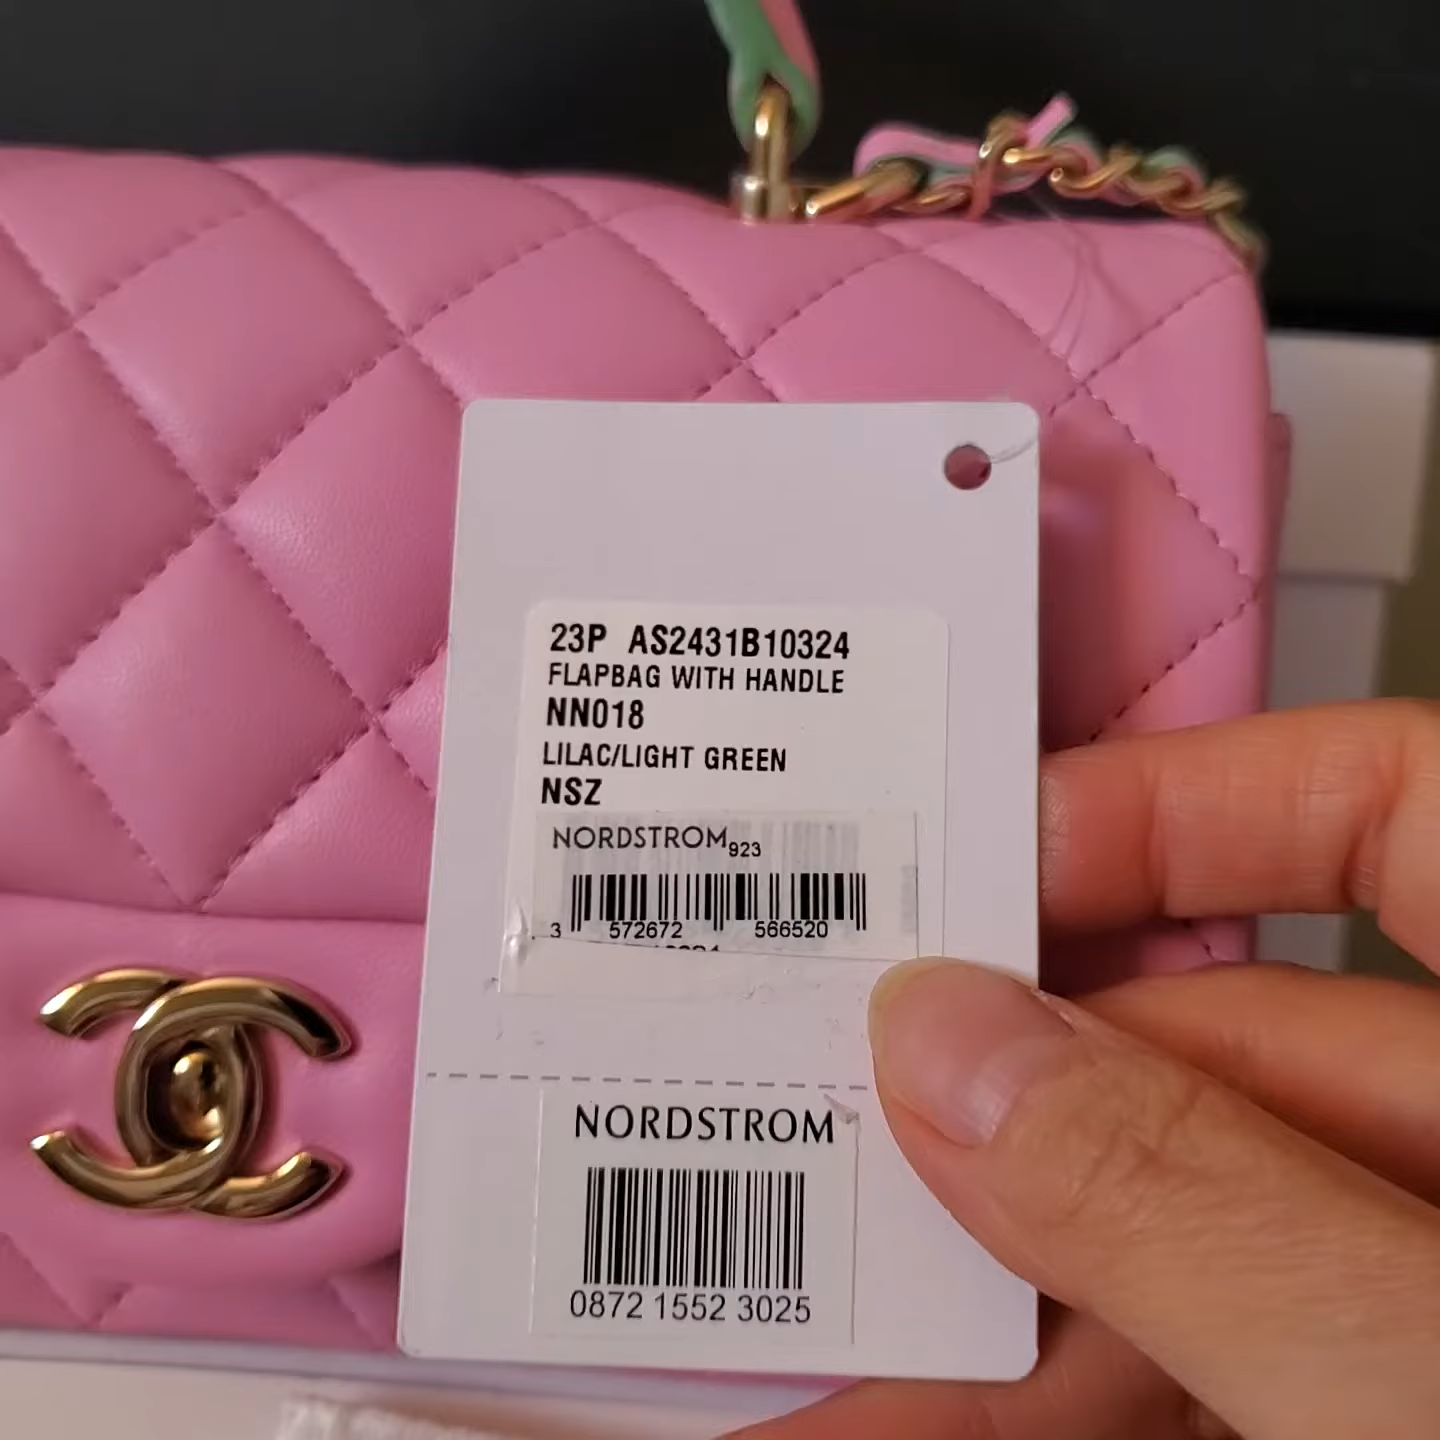 23P AS2431B10324
FLAPBAG WITH HANDLE
NN018
LILAC/LIGHT GREEN
NSZ
NORDSTROM923
3 572672 566520
NORDSTROM
0872 1552 3025